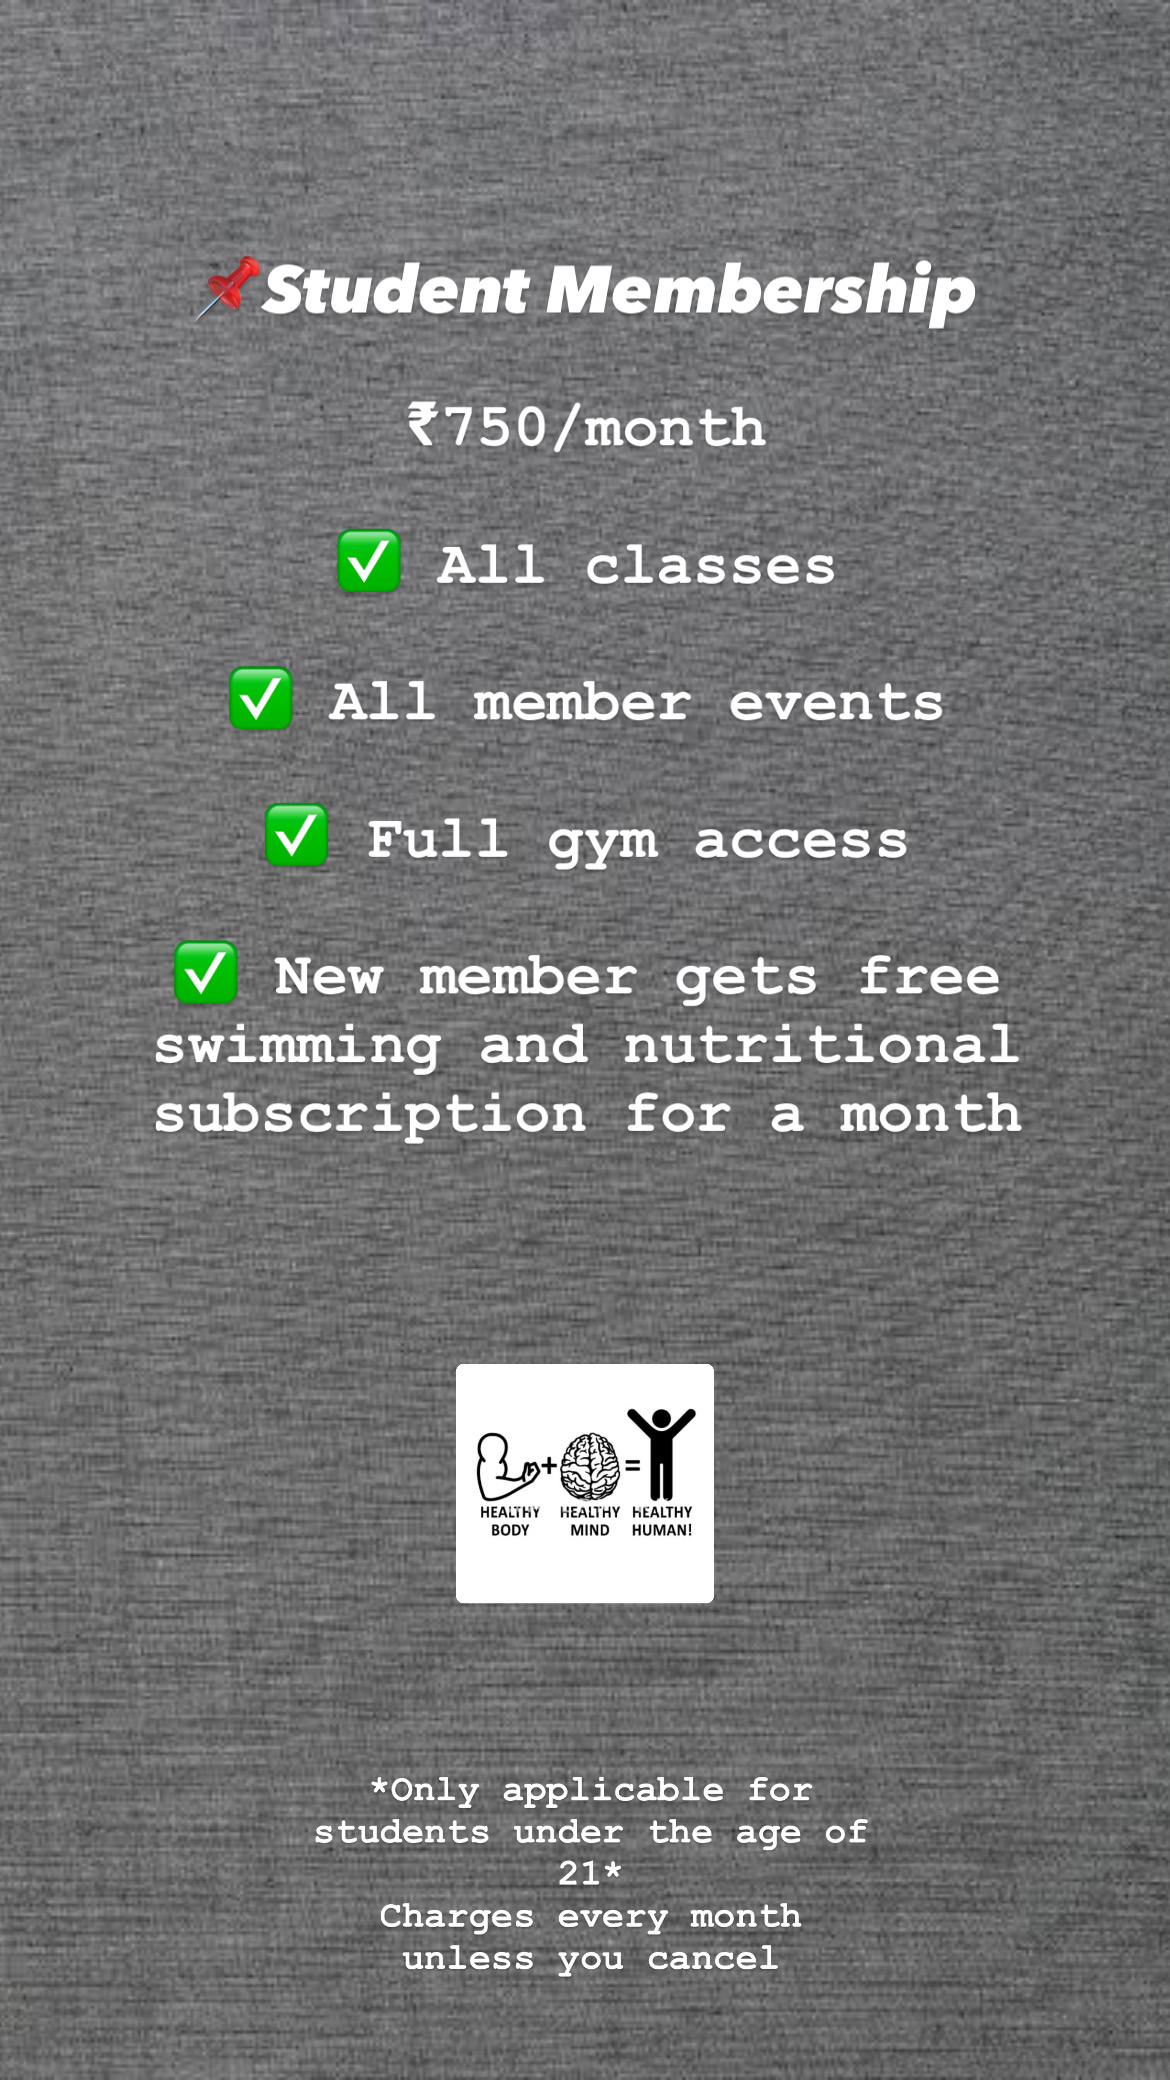 📌Student Membership
₹750/month
✅ All classes
✅ All member events
✅ Full gym access
✅ New member gets free
swimming and nutritional
subscription for a month
+ =
HEALTHY HEALTHY HEALTHY
BODY MIND HUMAN!
*Only applicable for
students under the age of
21*
Charges every month
unless you cancel